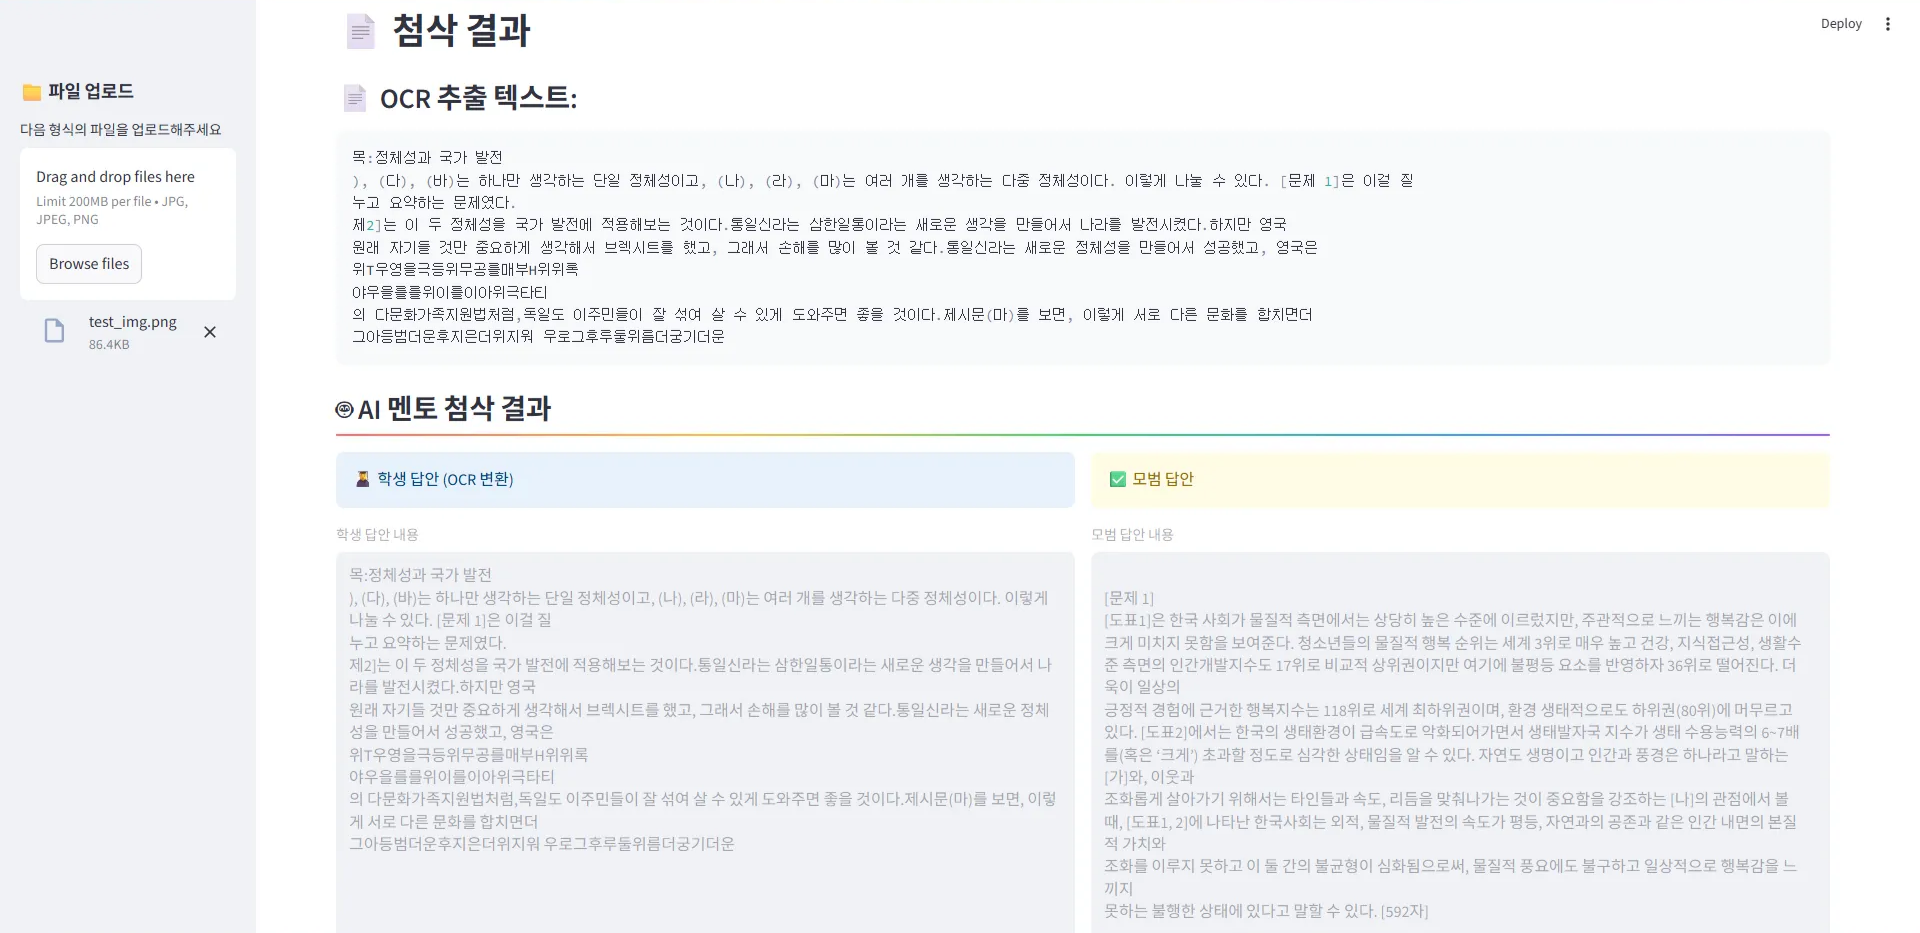 Deploy
첨삭 결과
파일 업로드
다음 형식의 파일을 업로드해주세요
Drag and drop files here
Limit 200MB per file • JPG,
JPEG, PNG
Browse files
test_img.png
86.4KB
OCR 추출 텍스트:
목:정체성과 국가 발전
), (다), (바)는 하나만 생각하는 단일 정체성이고, (나), (라), (마)는 여러 개를 생각하는 다중 정체성이다. 이렇게 나눌 수 있다. [문제 1]은 이걸 질
누고 요약하는 문제였다.
제2]는 이 두 정체성을 국가 발전에 적용해보는 것이다.통일신라는 삼한일통이라는 새로운 생각을 만들어서 나라를 발전시켰다.하지만 영국
원래 자기들 것만 중요하게 생각해서 브렉시트를 했고, 그래서 손해를 많이 볼 것 같다.통일신라는 새로운 정체성을 만들어서 성공했고, 영국은
위T우영을극등위무공를매부H위위록
야우을를를위이를이아위극타티
의 다문화가족지원법처럼,독일도 이주민들이 잘 섞여 살 수 있게 도와주면 좋을 것이다.제시문(마)를 보면, 이렇게 서로 다른 문화를 합치면더
그아등범더운후지은더위지워 우로그후루둘위름더궁기더운
AI 멘토 첨삭 결과
학생 답안 (OCR 변환)
모범 답안
학생 답안 내용
목:정체성과 국가 발전
), (다), (바)는 하나만 생각하는 단일 정체성이고, (나), (라), (마)는 여러 개를 생각하는 다중 정체성이다. 이렇게
나눌 수 있다. [문제 1]은 이걸 질
누고 요약하는 문제였다.
제2]는 이 두 정체성을 국가 발전에 적용해보는 것이다.통일신라는 삼한일통이라는 새로운 생각을 만들어서 나
라를 발전시켰다.하지만 영국
원래 자기들 것만 중요하게 생각해서 브렉시트를 했고, 그래서 손해를 많이 볼 것 같다.통일신라는 새로운 정체
성을 만들어서 성공했고, 영국은
위T우영을극등위무공를매부H위위록
야우을를를위이를이아위극타티
의 다문화가족지원법처럼,독일도 이주민들이 잘 섞여 살 수 있게 도와주면 좋을 것이다.제시문(마)를 보면, 이렇
게 서로 다른 문화를 합치면더
그아등범더운후지은더위지워 우로그후루둘위름더궁기더운
모범 답안 내용
[문제 1]
[도표1]은 한국 사회가 물질적 측면에서는 상당히 높은 수준에 이르렀지만, 주관적으로 느끼는 행복감은 이에
크게 미치지 못함을 보여준다. 청소년들의 물질적 행복 순위는 세계 3위로 매우 높고 건강, 지식접근성, 생활수
준 측면의 인간개발지수도 17위로 비교적 상위권이지만 여기에 불평등 요소를 반영하자 36위로 떨어진다. 더
욱이 일상의
긍정적 경험에 근거한 행복지수는 118위로 세계 최하위권이며, 환경 생태적으로도 하위권(80위)에 머무르고
있다. [도표2]에서는 한국의 생태환경이 급속도로 악화되어가면서 생태발자국 지수가 생태 수용능력의 6~7배
를(혹은 ‘크게’) 초과할 정도로 심각한 상태임을 알 수 있다. 자연도 생명이고 인간과 풍경은 하나라고 말하는
[가]와, 이웃과
조화롭게 살아가기 위해서는 타인들과 속도, 리듬을 맞춰나가는 것이 중요함을 강조하는 [나]의 관점에서 볼
때, [도표1, 2]에 나타난 한국사회는 외적, 물질적 발전의 속도가 평등, 자연과의 공존과 같은 인간 내면의 본질
적 가치와
조화를 이루지 못하고 이 둘 간의 불균형이 심화됨으로써, 물질적 풍요에도 불구하고 일상적으로 행복감을 느
끼지
못하는 불행한 상태에 있다고 말할 수 있다. [592자]